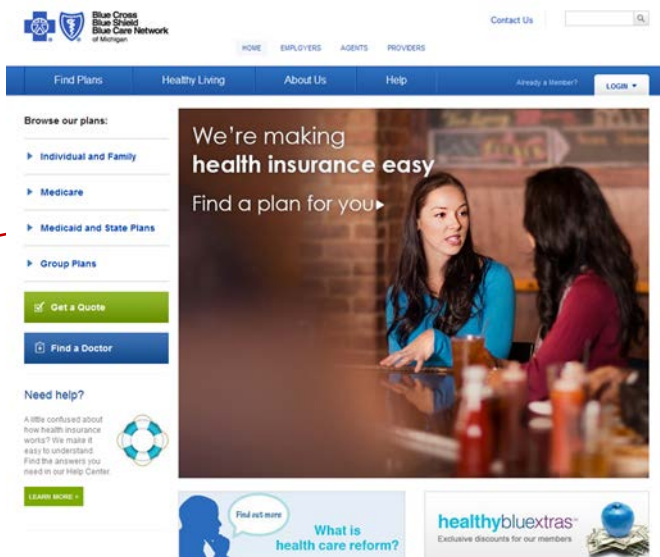 Blue Cross
Blue Shield
Blue Care Network
of Michigan
Contact Us
HOME EMPLOYERS AGENTS PROVIDERS
Find Plans Healthy Living About Us Help Already a Member? LOGIN
Browse our plans:
Individual and Family
Medicare
Medicaid and State Plans
Group Plans
Get a Quote
Find a Doctor
Need help?
A little confused about
how health insurance
works? We make it
easy to understand.
Find the answers you
need in our Help Center.
LEARN MORE »
We're making
health insurance easy
Find a plan for you
Find out more
What is
health care reform?
healthybluextras℠
Exclusive discounts for our members